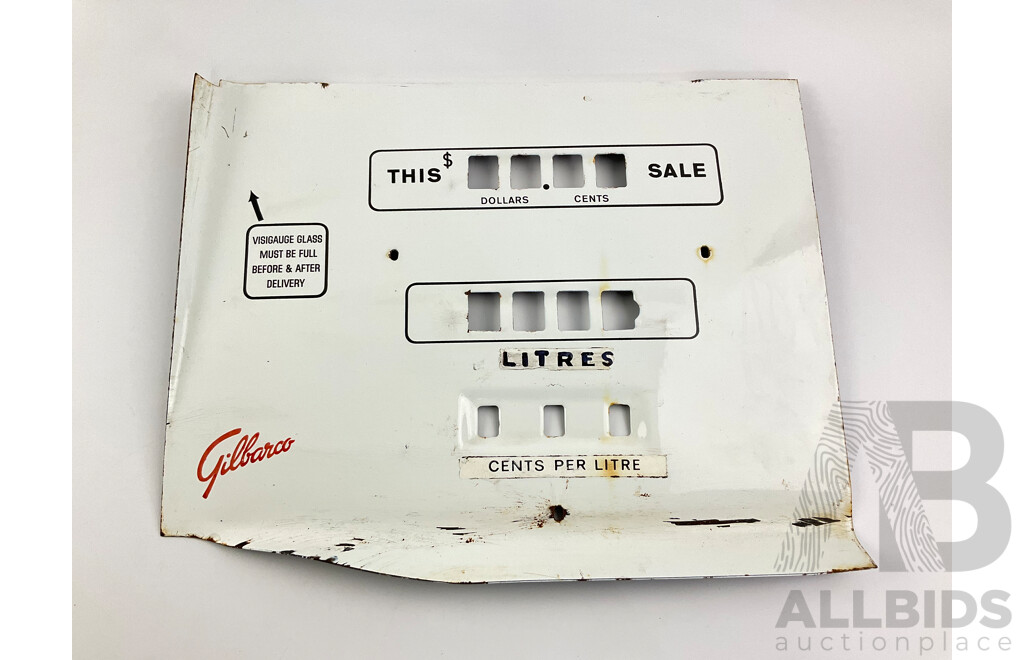 THIS $ . SALE
DOLLARS CENTS
VISIGAUGE GLASS
MUST BE FULL
BEFORE & AFTER
DELIVERY
LITRES
Gilbarco
CENTS PER LITRE
AB
ALLBIDS
auctionplace